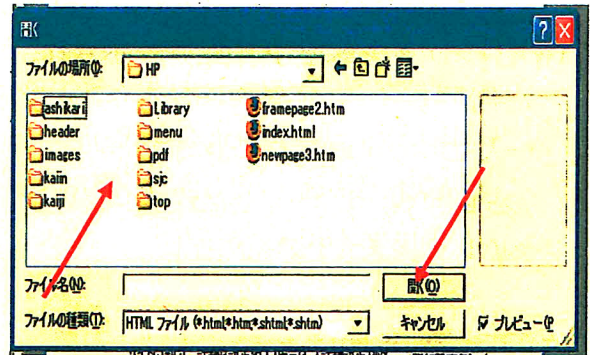 開く
ファイルの場所(I): HP
ashikari Library framepage2.htm
header menu index.html
images pdf newpage3.htm
kaiin sjc
kaiji top
ファイル名(N): 開く(O)
ファイルの種類(T): HTML ファイル (*.html*.htm;*.shtml*.shtm) キャンセル プレビュー(P